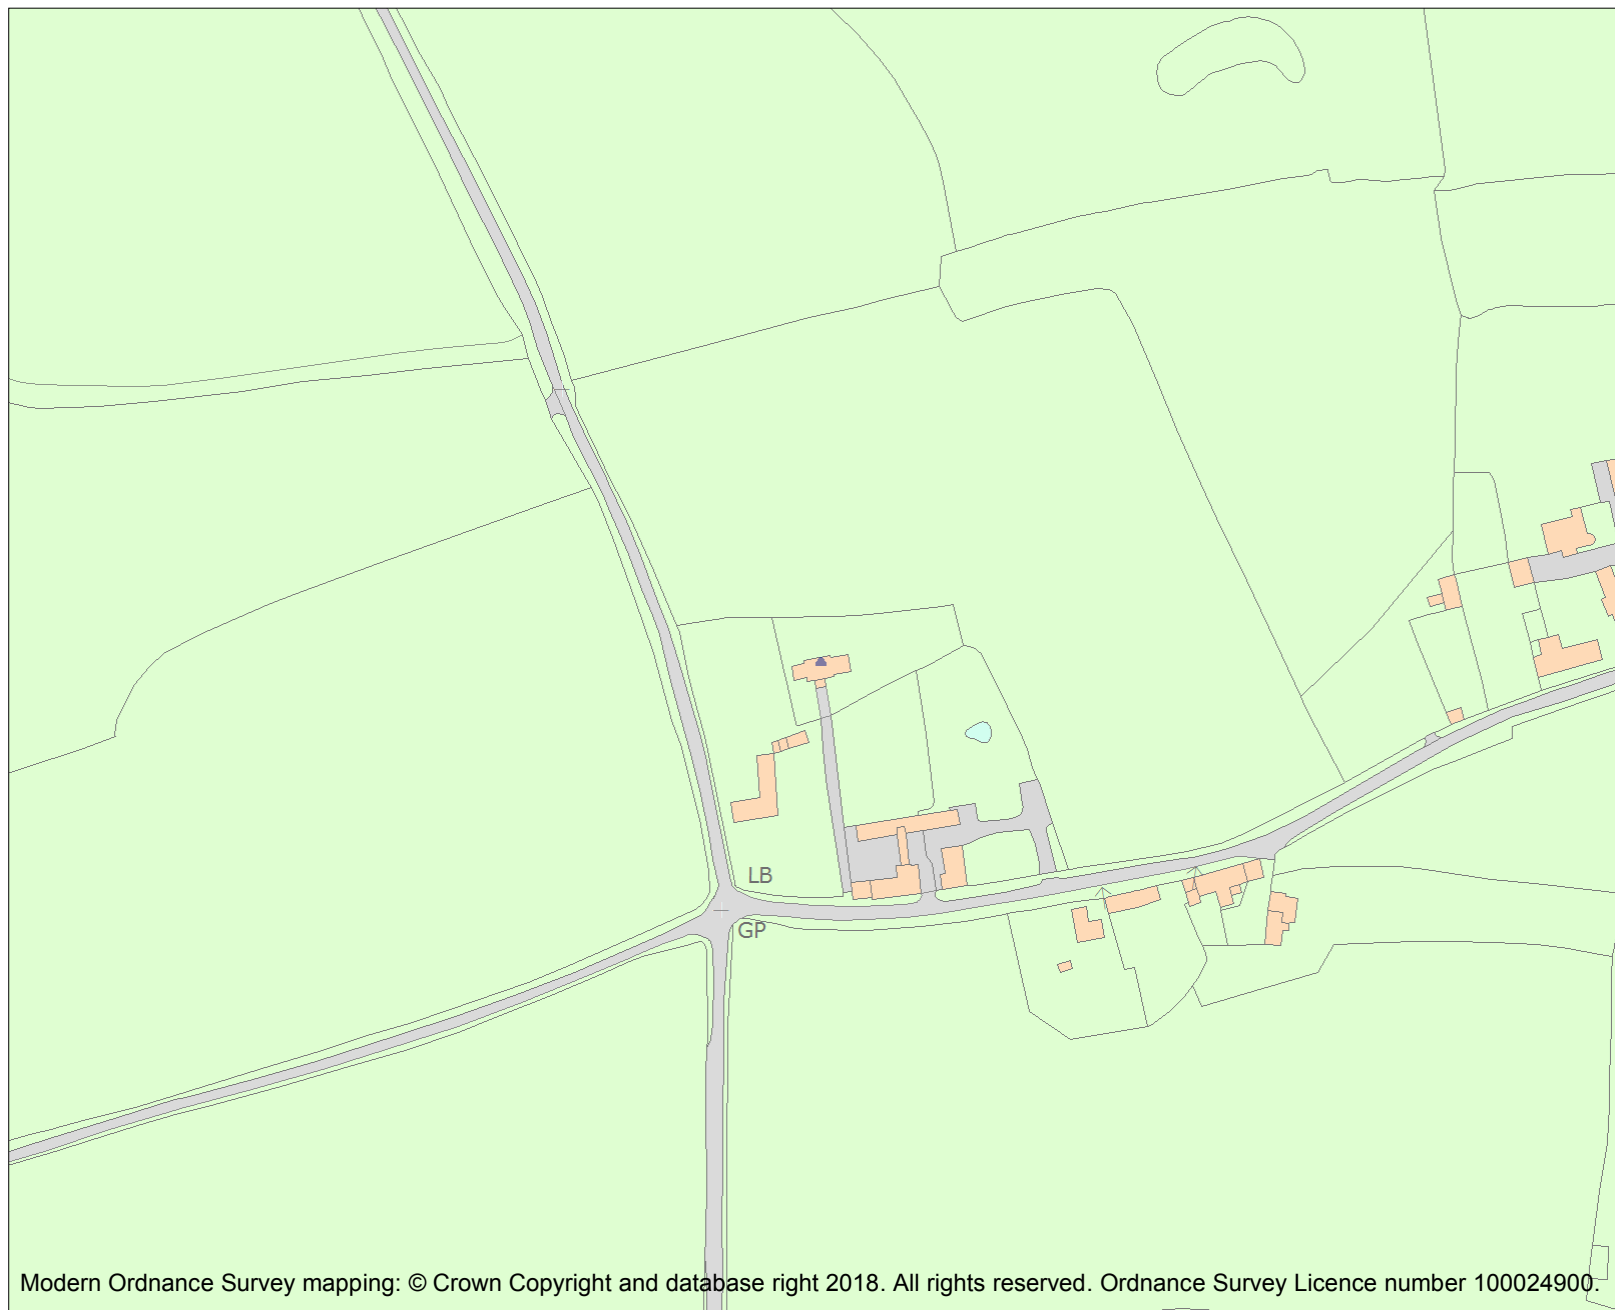 LB
GP
Modern Ordnance Survey mapping: © Crown Copyright and database right 2018. All rights reserved. Ordnance Survey Licence number 100024900.